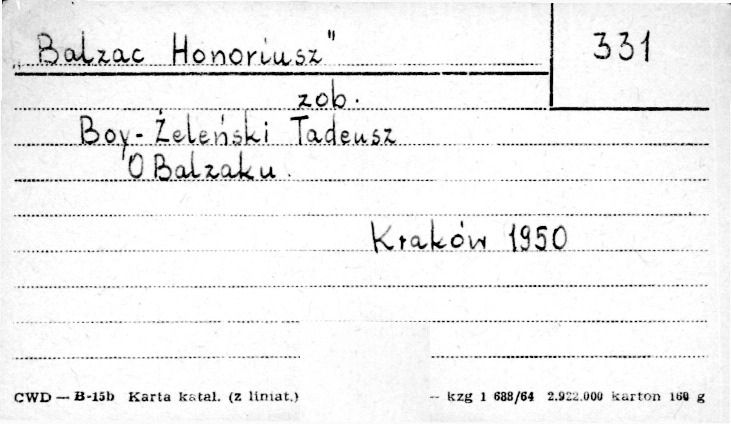 „Balzac Honoriusz"
331
zob.
Boy-Żeleński Tadeusz
O Balzaku.
Kraków 1950
CWD — B-15b Karta katal. (z liniat.) — kzg 1 688/64 2.922.000 karton 160 g